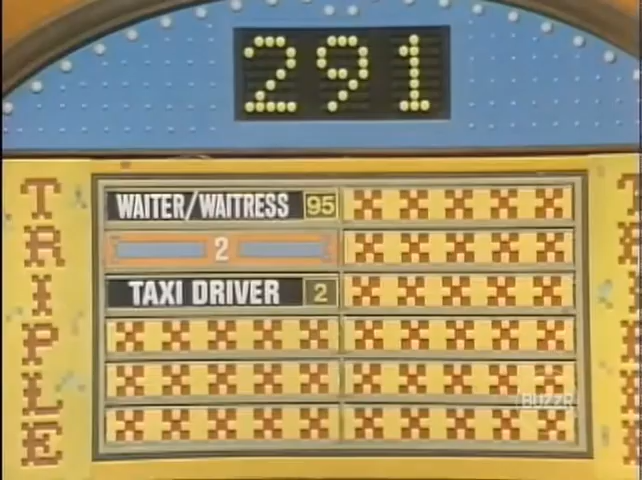 291
TRIPLE
WAITER/WAITRESS 95
2
TAXI DRIVER 2
BUZZR